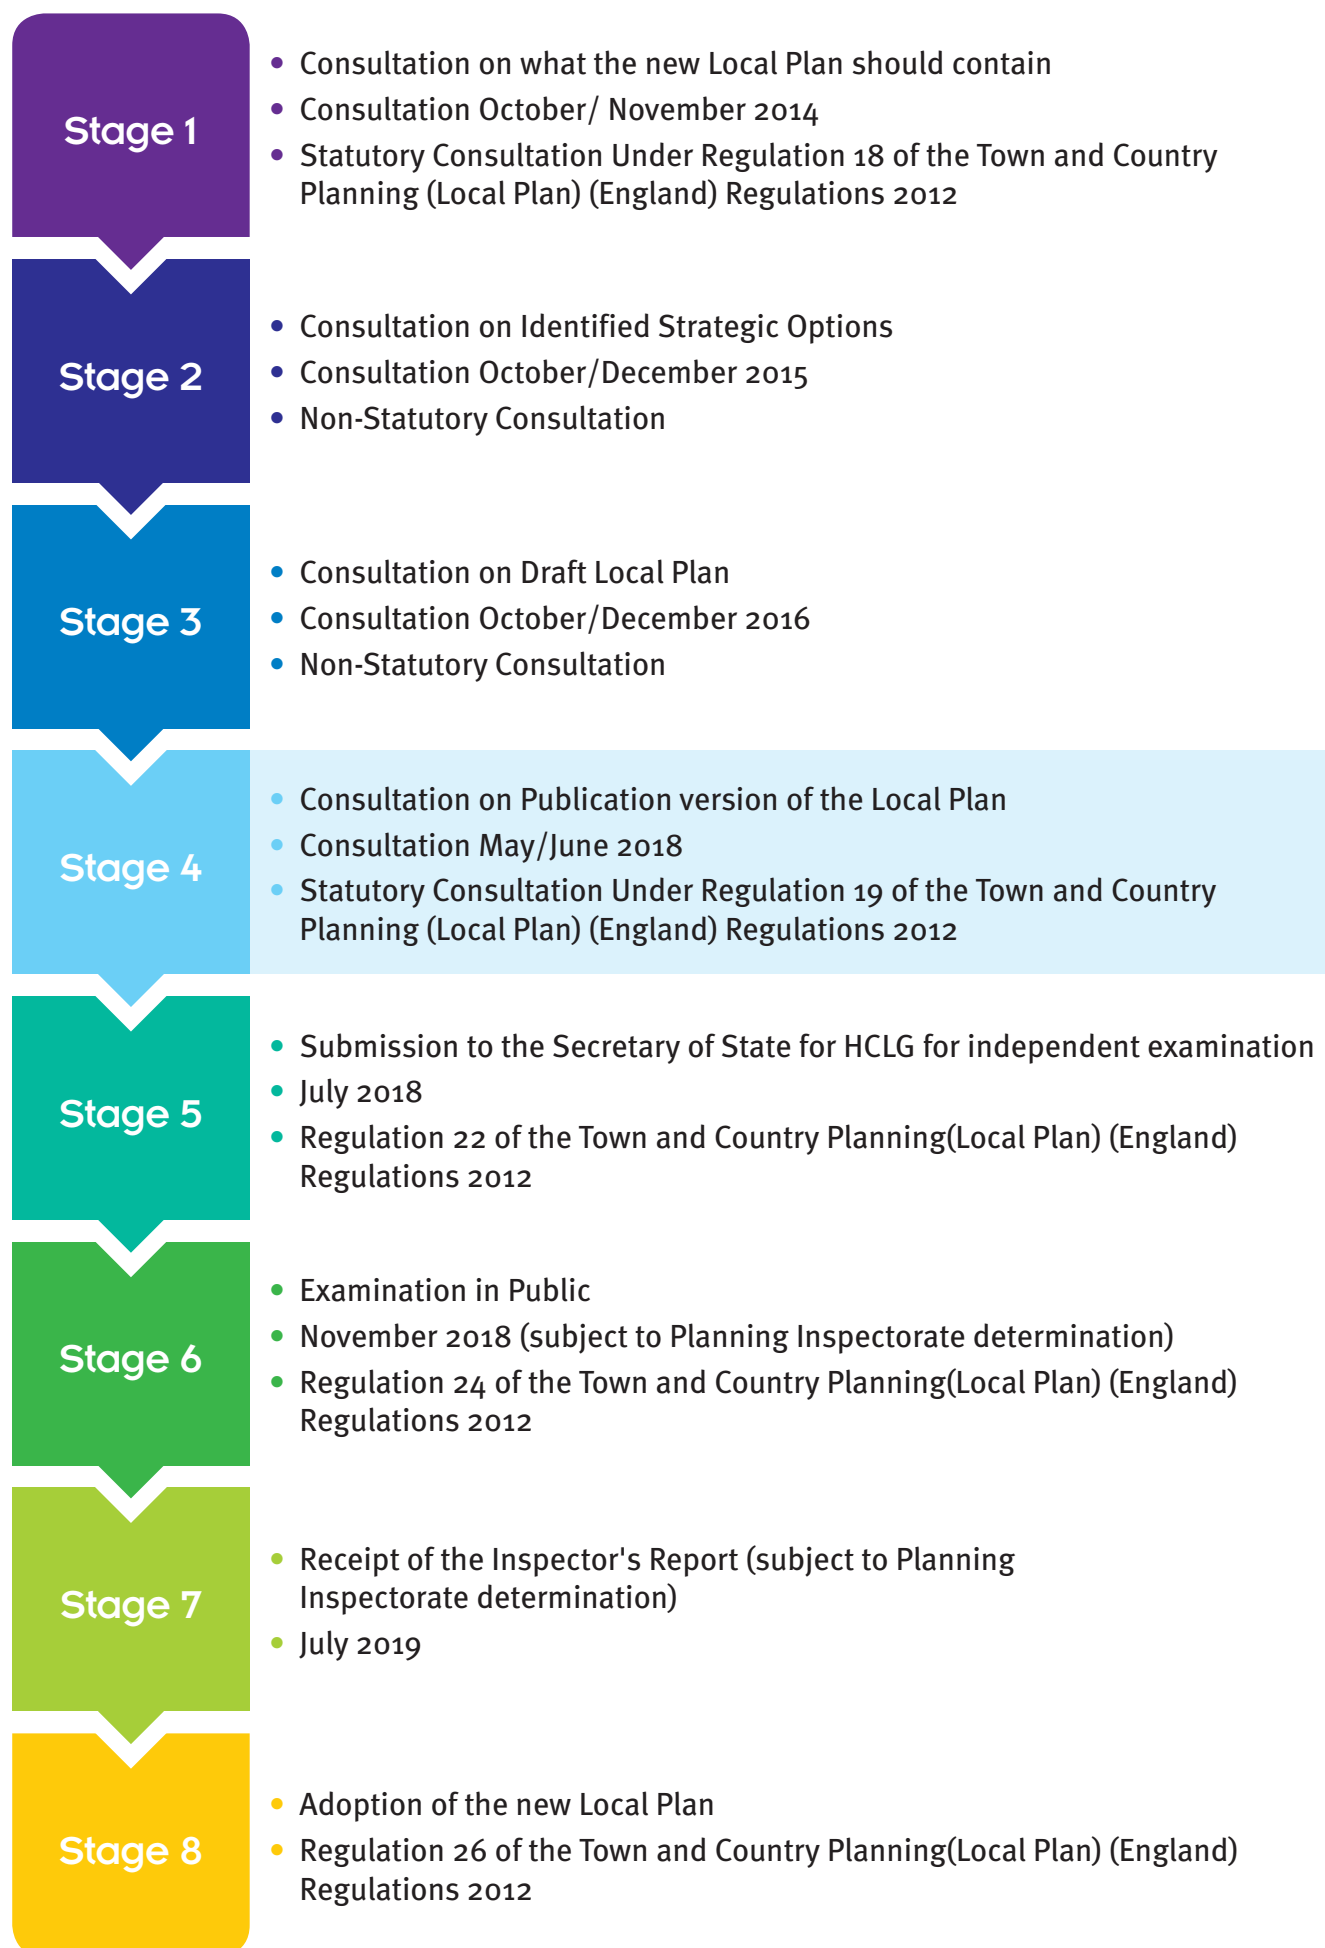 Stage 1
• Consultation on what the new Local Plan should contain
• Consultation October/ November 2014
• Statutory Consultation Under Regulation 18 of the Town and Country
Planning (Local Plan) (England) Regulations 2012
Stage 2
• Consultation on Identified Strategic Options
• Consultation October/December 2015
• Non-Statutory Consultation
Stage 3
• Consultation on Draft Local Plan
• Consultation October/December 2016
• Non-Statutory Consultation
Stage 4
• Consultation on Publication version of the Local Plan
• Consultation May/June 2018
• Statutory Consultation Under Regulation 19 of the Town and Country
Planning (Local Plan) (England) Regulations 2012
Stage 5
• Submission to the Secretary of State for HCLG for independent examination
• July 2018
• Regulation 22 of the Town and Country Planning(Local Plan) (England)
Regulations 2012
Stage 6
• Examination in Public
• November 2018 (subject to Planning Inspectorate determination)
• Regulation 24 of the Town and Country Planning(Local Plan) (England)
Regulations 2012
Stage 7
• Receipt of the Inspector's Report (subject to Planning
Inspectorate determination)
• July 2019
Stage 8
• Adoption of the new Local Plan
• Regulation 26 of the Town and Country Planning(Local Plan) (England)
Regulations 2012